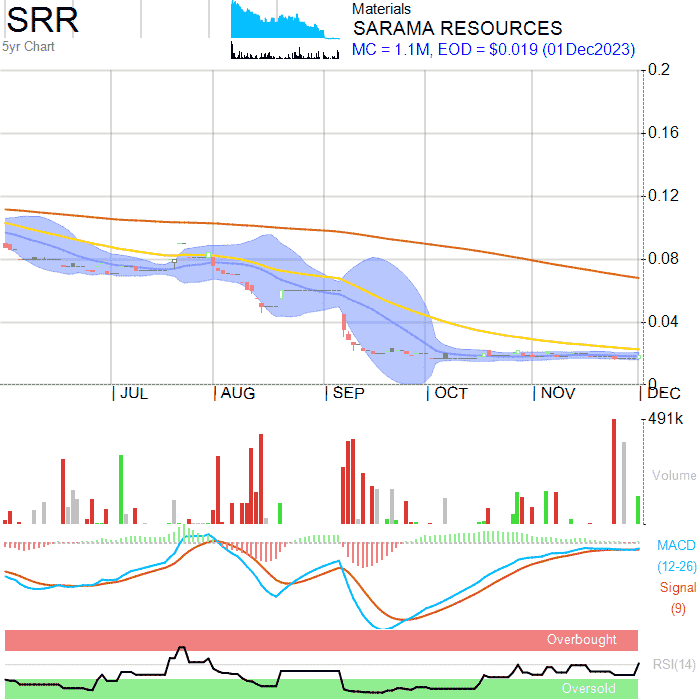 SRR
5yr Chart
Materials
SARAMA RESOURCES
MC = 1.1M, EOD = $0.019 (01Dec2023)
0.2
0.16
0.12
0.08
0.04
0
JUL AUG SEP OCT NOV DEC
491k
Volume
MACD
(12-26)
Signal
(9)
Overbought
RSI(14)
Oversold